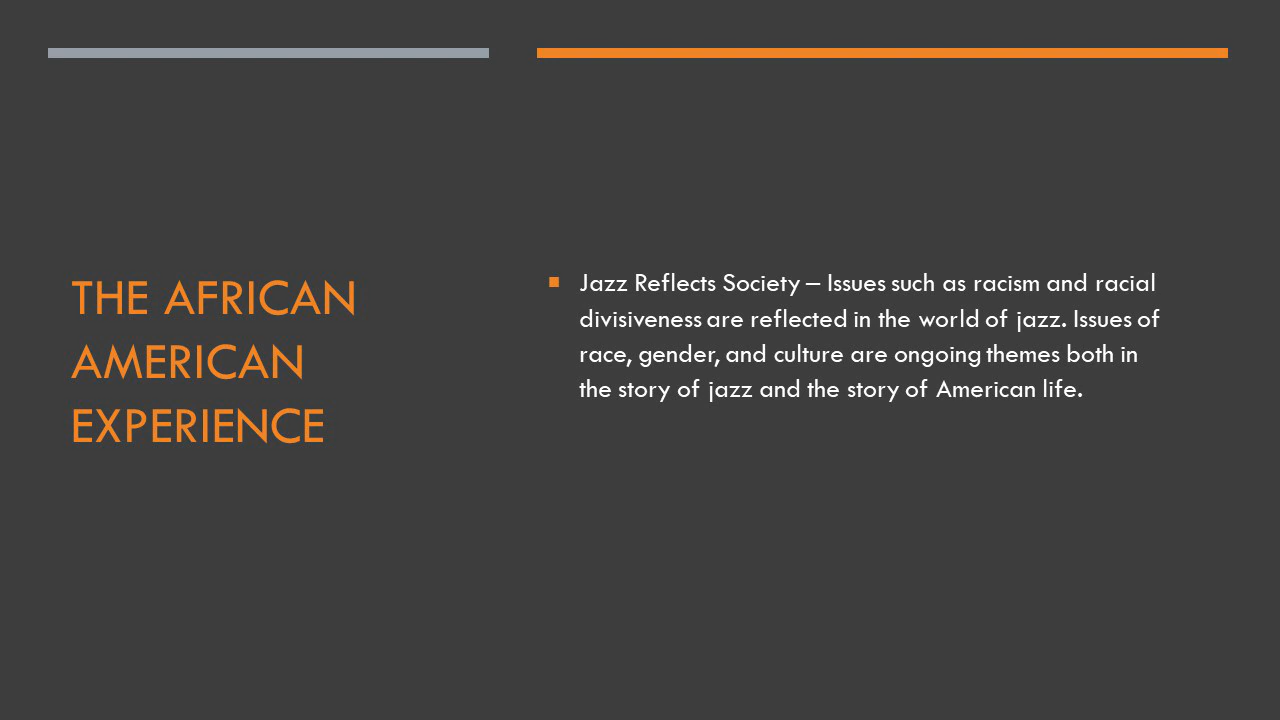 THE AFRICAN
AMERICAN
EXPERIENCE
Jazz Reflects Society – Issues such as racism and racial
divisiveness are reflected in the world of jazz. Issues of
race, gender, and culture are ongoing themes both in
the story of jazz and the story of American life.